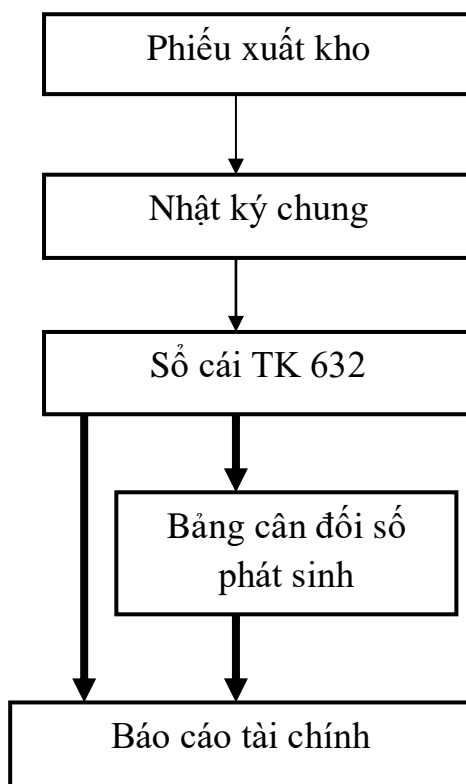 Phiếu xuất kho
Nhật ký chung
Sổ cái TK 632
Bảng cân đối số
phát sinh
Báo cáo tài chính